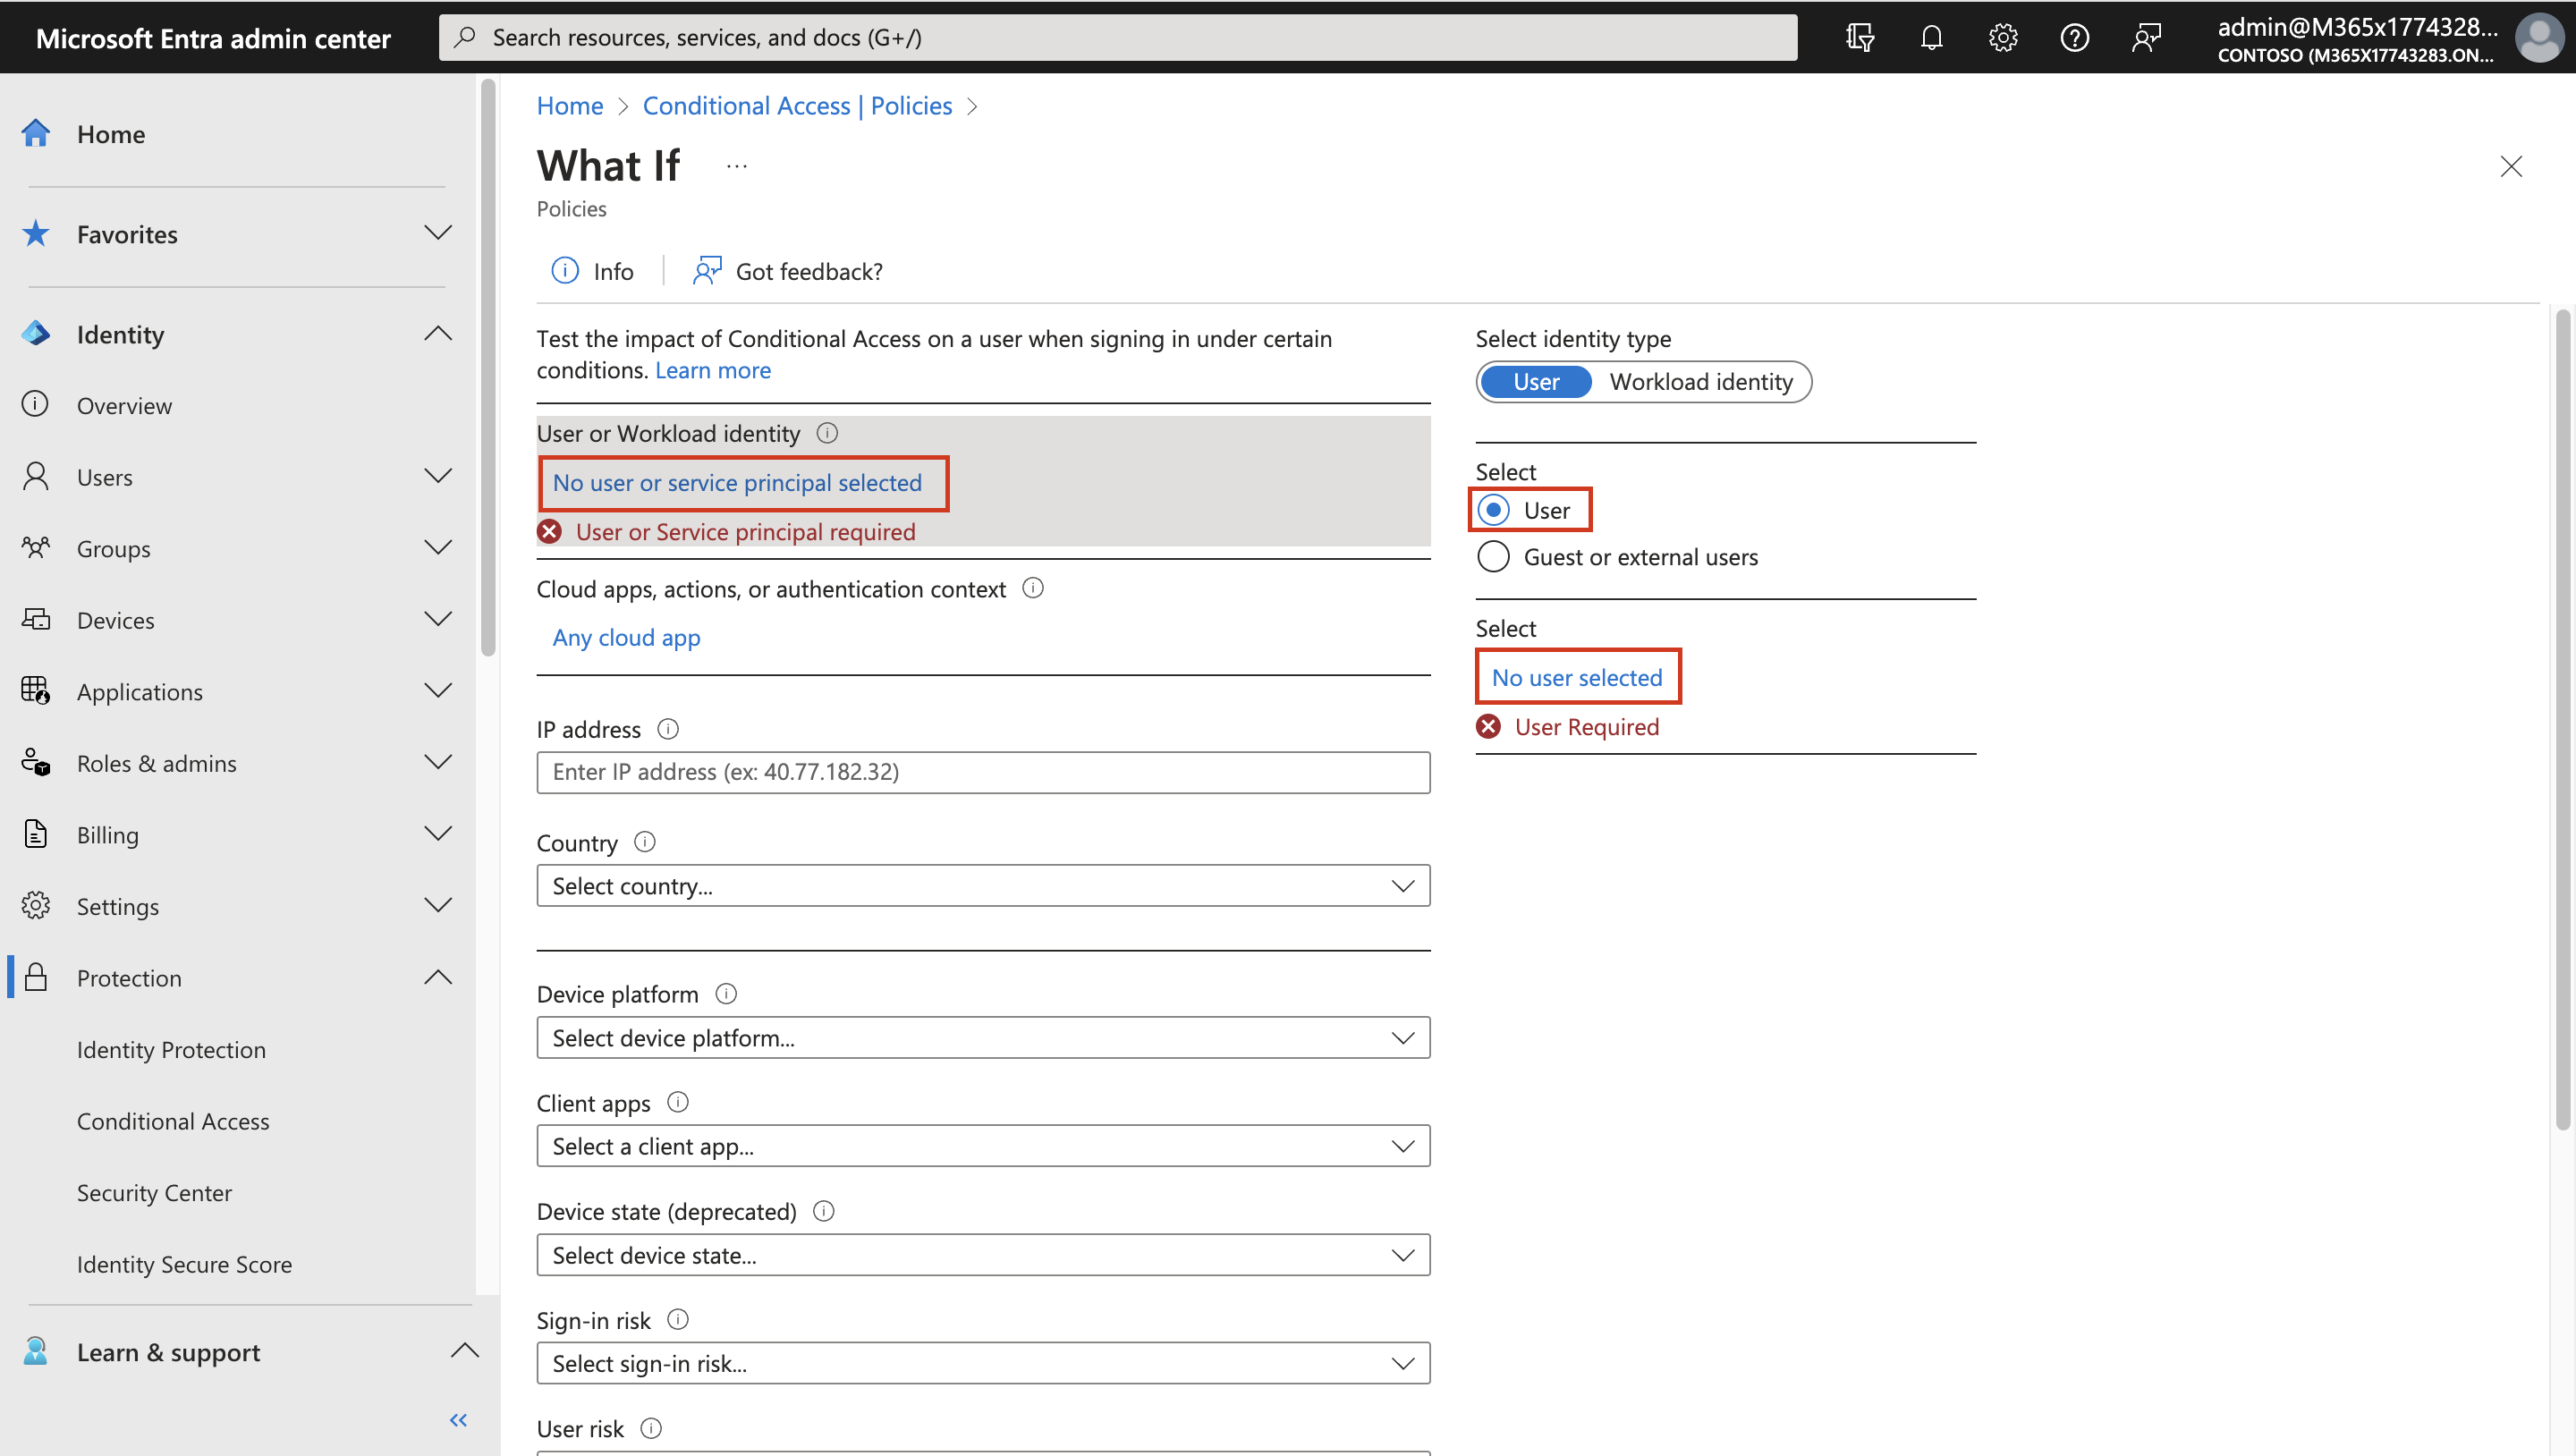 Microsoft Entra admin center
Search resources, services, and docs (G+/)
admin@M365x1774328...
CONTOSO (M365X17743283.ON...
Home
Favorites
Identity
Overview
Users
Groups
Devices
Applications
Roles & admins
Billing
Settings
Protection
Identity Protection
Conditional Access
Security Center
Identity Secure Score
Learn & support
Home > Conditional Access | Policies >
What If ...
Policies
Info
Got feedback?
Test the impact of Conditional Access on a user when signing in under certain
conditions. Learn more
User or Workload identity
No user or service principal selected
User or Service principal required
Cloud apps, actions, or authentication context
Any cloud app
IP address
Enter IP address (ex: 40.77.182.32)
Country
Select country...
Device platform
Select device platform...
Client apps
Select a client app...
Device state (deprecated)
Select device state...
Sign-in risk
Select sign-in risk...
User risk
Select identity type
User
Workload identity
Select
User
Guest or external users
Select
No user selected
User Required